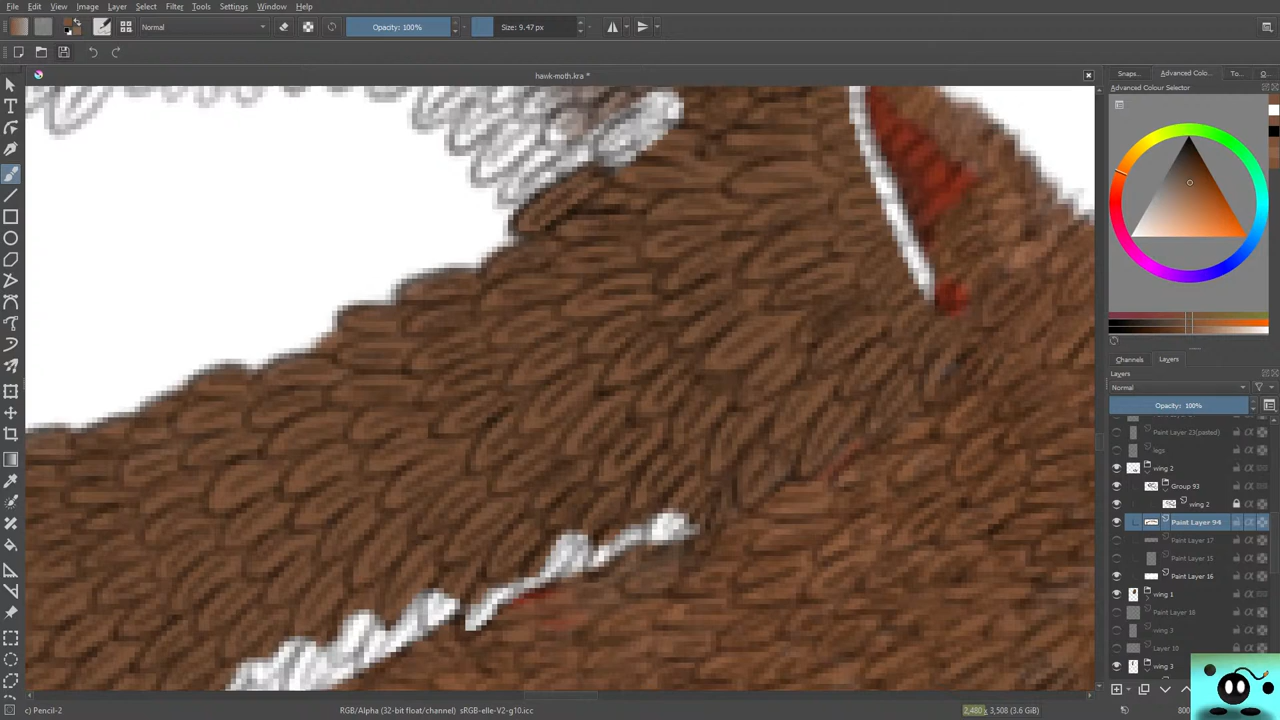 File Edit View Image Layer Select Filter Tools Settings Window Help
Normal Opacity: 100% Size: 9.47 px
hawk-moth.kra *
Snaps... Advanced Colo... To... O...
Advanced Colour Selector
Channels Layers
Layers
Normal
Opacity: 100%
Paint Layer 23(pasted)
legs
wing 2
Group 93
wing 2
Paint Layer 94
Paint Layer 17
Paint Layer 15
Paint Layer 16
wing 1
Paint Layer 18
wing 3
Layer 10
wing 3
c) Pencil-2 RGB/Alpha (32-bit float/channel) sRGB-elle-V2-g10.icc 2,480 x 3,508 (3.6 GiB) 800